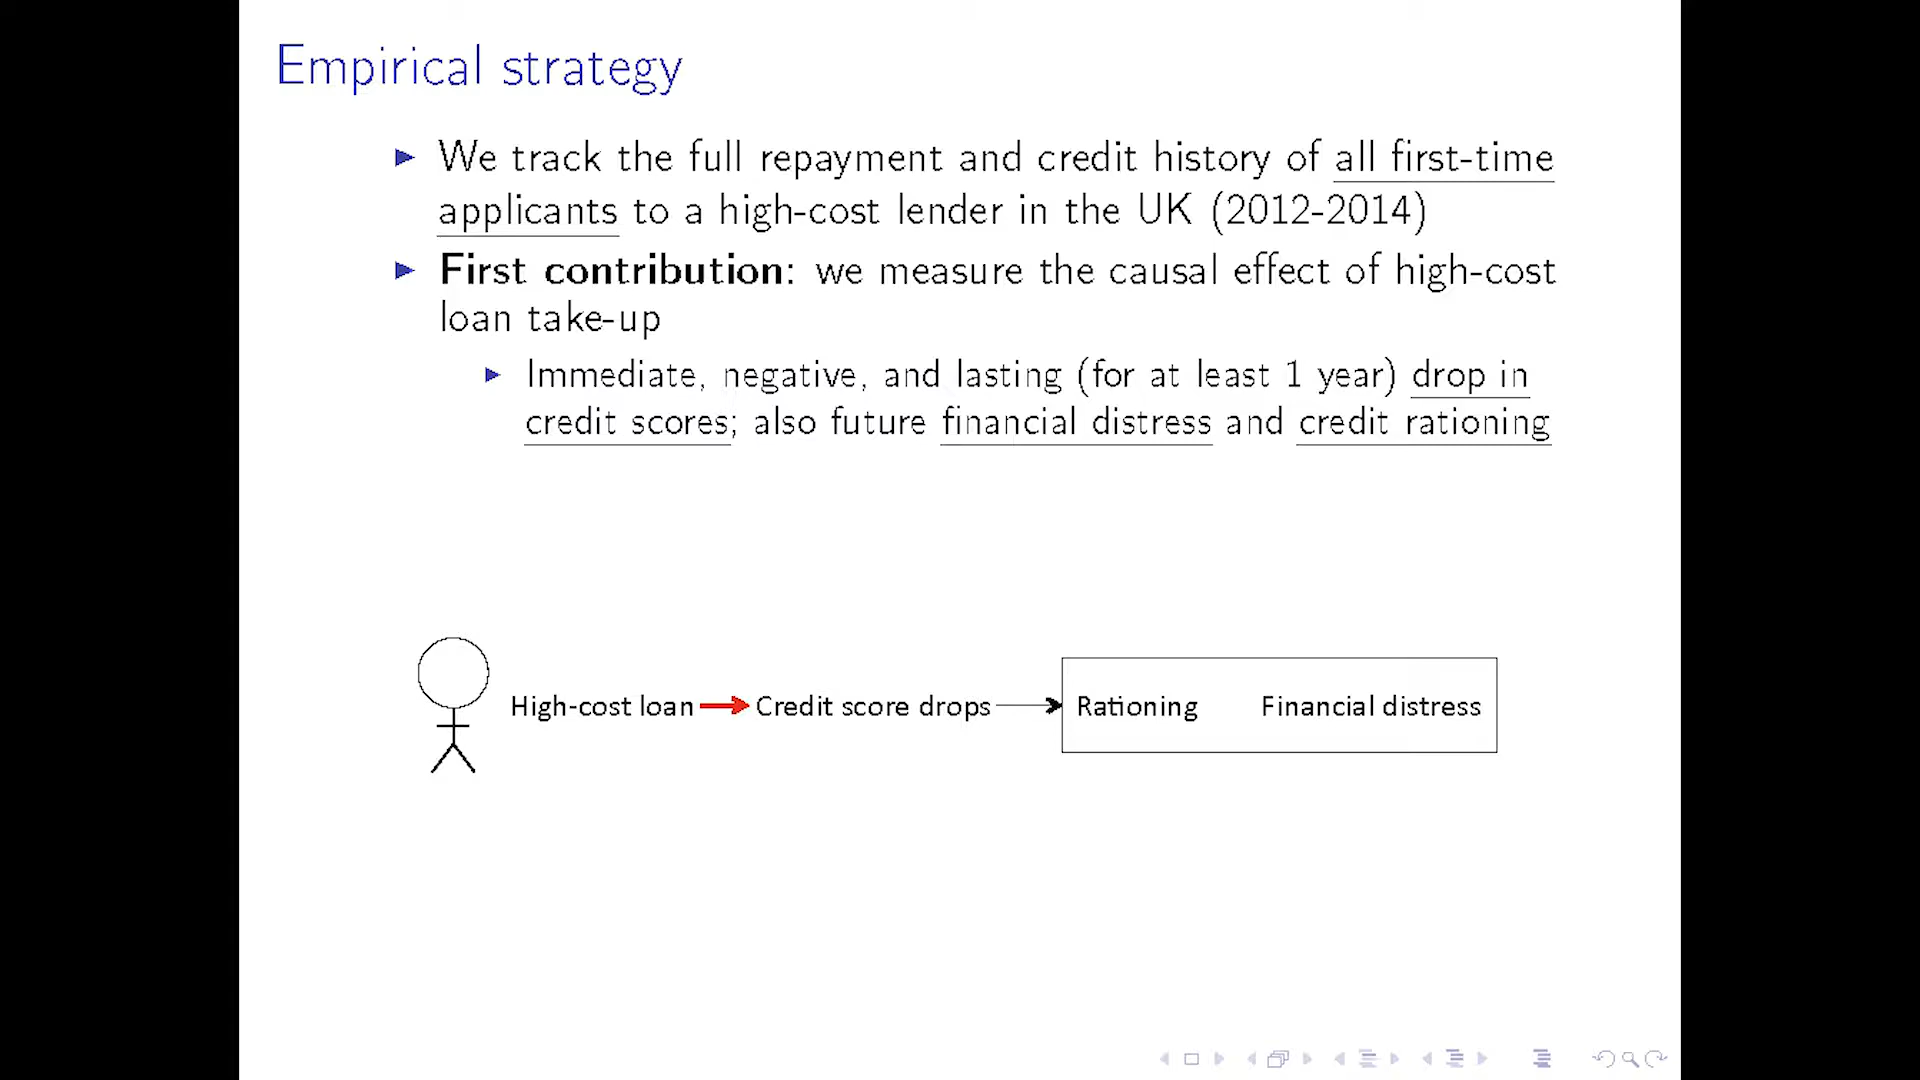 Empirical strategy
We track the full repayment and credit history of all first-time
applicants to a high-cost lender in the UK (2012-2014)
First contribution: we measure the causal effect of high-cost
loan take-up
Immediate, negative, and lasting (for at least 1 year) drop in
credit scores; also future financial distress and credit rationing
High-cost loan Credit score drops Rationing Financial distress